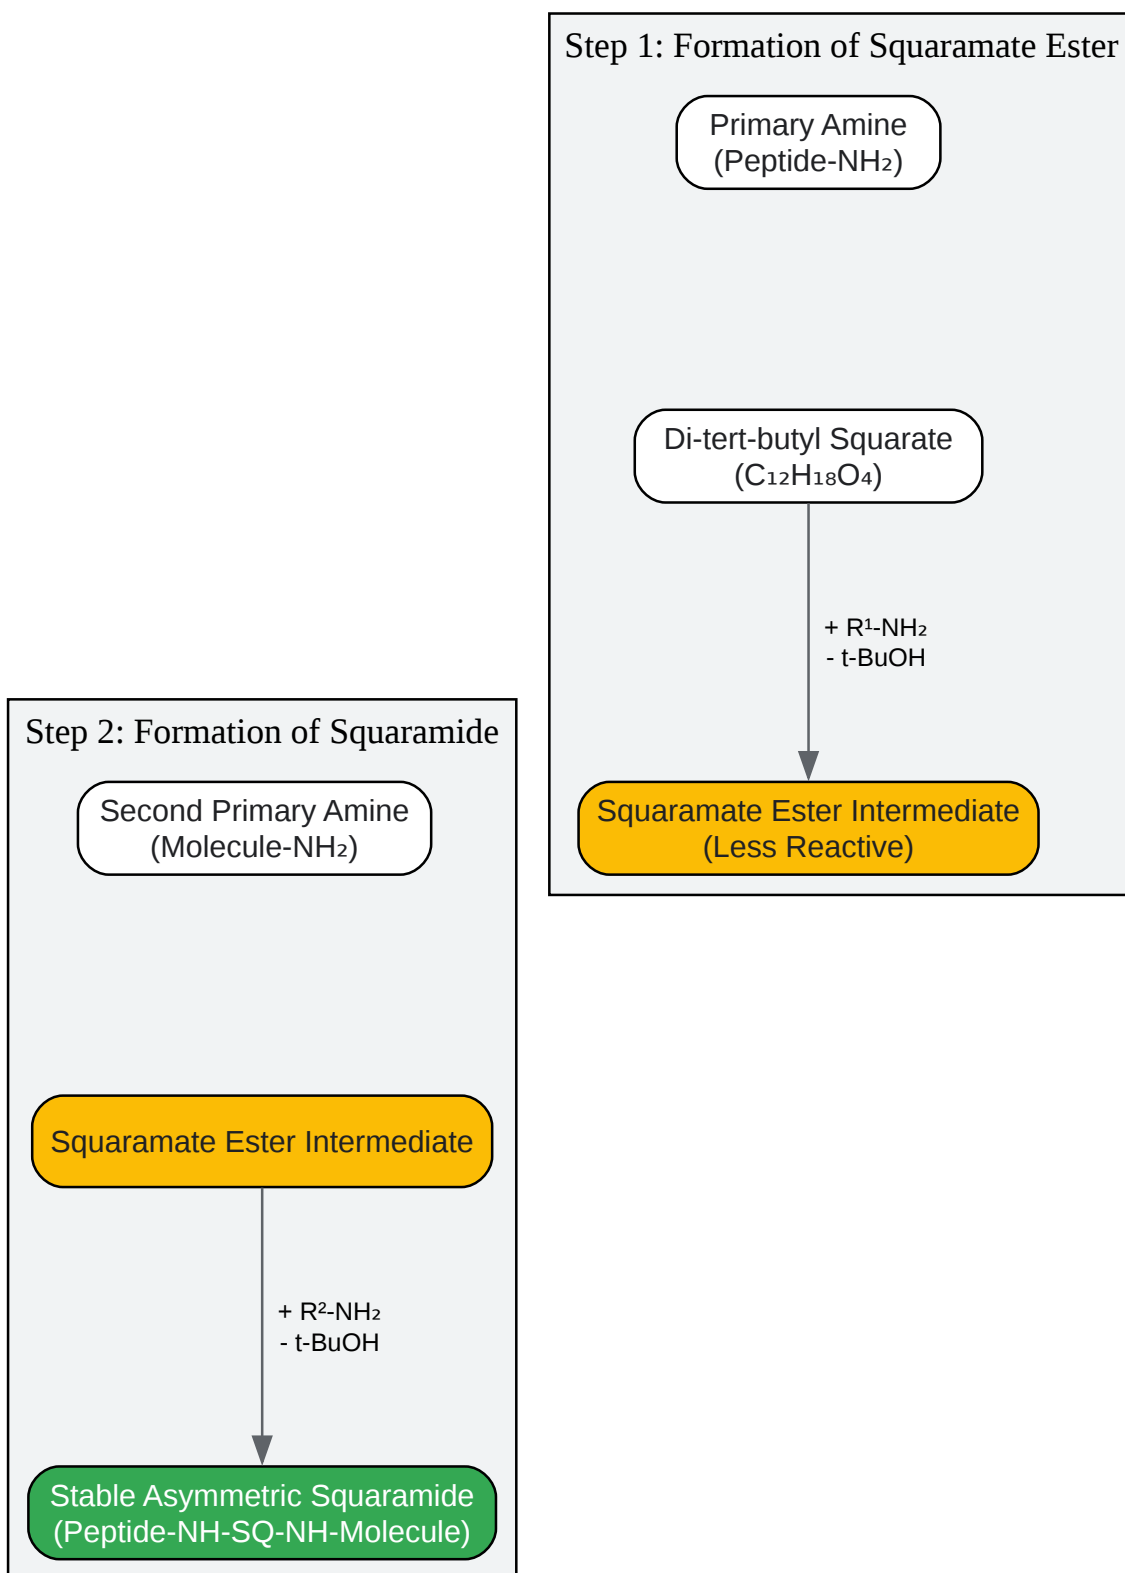 Step 1: Formation of Squaramate Ester
Primary Amine
(Peptide-NH₂)
Di-tert-butyl Squarate
(C₁₂H₁₈O₄)
+ R¹-NH₂
- t-BuOH
Squaramate Ester Intermediate
(Less Reactive)
Step 2: Formation of Squaramide
Second Primary Amine
(Molecule-NH₂)
Squaramate Ester Intermediate
+ R²-NH₂
- t-BuOH
Stable Asymmetric Squaramide
(Peptide-NH-SQ-NH-Molecule)